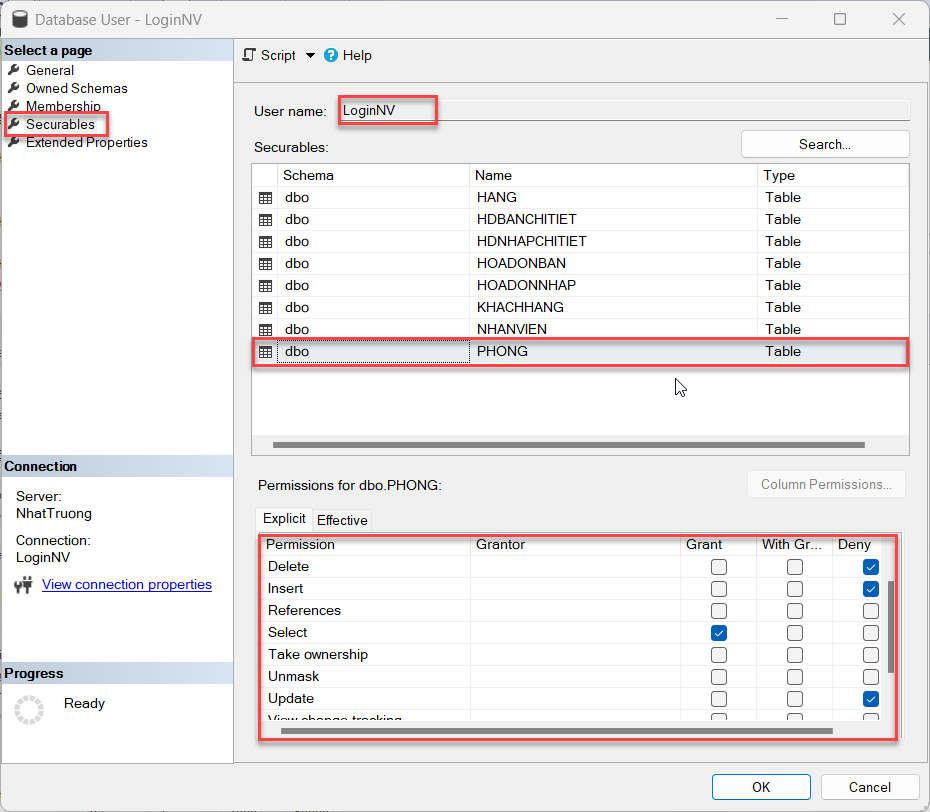 Database User - LoginNV
Select a page
General
Owned Schemas
Membership
Securables
Extended Properties
Script
Help
User name: LoginNV
Securables: Search...
Schema Name Type
dbo HANG Table
dbo HDBANCHITIET Table
dbo HDNHAPCHITIET Table
dbo HOADONBAN Table
dbo HOADONNHAP Table
dbo KHACHHANG Table
dbo NHANVIEN Table
dbo PHONG Table
Connection
Server:
NhatTruong
Connection:
LoginNV
View connection properties
Progress
Ready
Permissions for dbo.PHONG: Column Permissions...
Explicit Effective
Permission Grantor Grant With Gr... Deny
Delete
Insert
References
Select
Take ownership
Unmask
Update
View change tracking
OK Cancel